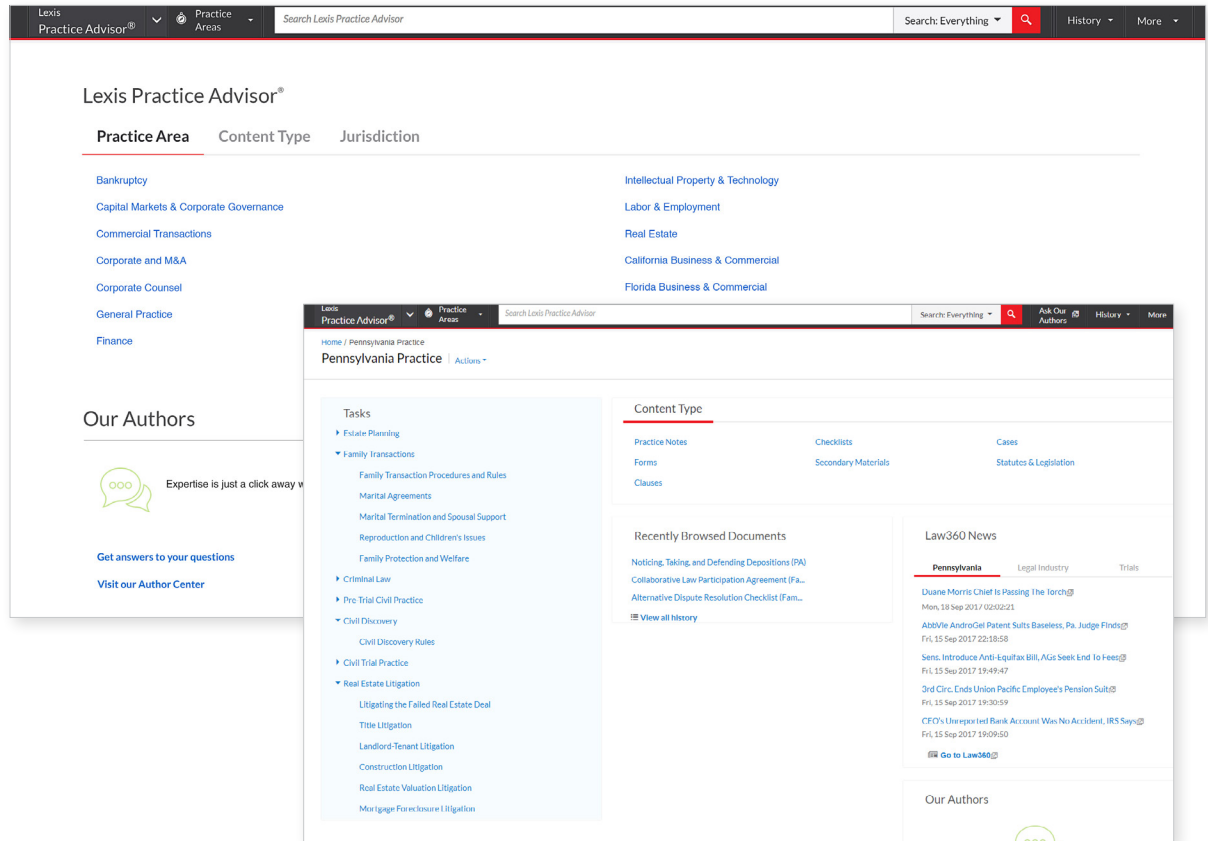 Lexis
Practice Advisor®
Practice
Areas
Search Lexis Practice Advisor
Search: Everything
History
More
Lexis Practice Advisor®
Practice Area
Content Type
Jurisdiction
Bankruptcy
Capital Markets & Corporate Governance
Commercial Transactions
Corporate and M&A
Corporate Counsel
General Practice
Finance
Intellectual Property & Technology
Labor & Employment
Real Estate
California Business & Commercial
Florida Business & Commercial
Our Authors
Expertise is just a click away w
Get answers to your questions
Visit our Author Center
Lexis
Practice Advisor®
Practice
Areas
Search Lexis Practice Advisor
Search: Everything
Ask Our
Authors
History
More
Home / Pennsylvania Practice
Pennsylvania Practice
Actions
Tasks
Estate Planning
Family Transactions
Family Transaction Procedures and Rules
Marital Agreements
Marital Termination and Spousal Support
Reproduction and Children's Issues
Family Protection and Welfare
Criminal Law
Pre-Trial Civil Practice
Civil Discovery
Civil Discovery Rules
Civil Trial Practice
Real Estate Litigation
Litigating the Failed Real Estate Deal
Title Litigation
Landlord-Tenant Litigation
Construction Litigation
Real Estate Valuation Litigation
Mortgage Foreclosure Litigation
Content Type
Practice Notes
Checklists
Cases
Forms
Secondary Materials
Statutes & Legislation
Clauses
Recently Browsed Documents
Noticing, Taking, and Defending Depositions (PA)
Collaborative Law Participation Agreement (Fa...
Alternative Dispute Resolution Checklist (Fam...
View all history
Law360 News
Pennsylvania
Legal Industry
Trials
Duane Morris Chief Is Passing The Torch
Mon, 18 Sep 2017 02:02:21
AbbVie AndroGel Patent Suits Baseless, Pa. Judge Finds
Fri, 15 Sep 2017 22:18:58
Sens. Introduce Anti-Equifax Bill, AGs Seek End To Fees
Fri, 15 Sep 2017 19:49:47
3rd Circ. Ends Union Pacific Employee's Pension Suit
Fri, 15 Sep 2017 19:30:59
CEO's Unreported Bank Account Was No Accident, IRS Says
Fri, 15 Sep 2017 19:09:50
Go to Law360
Our Authors